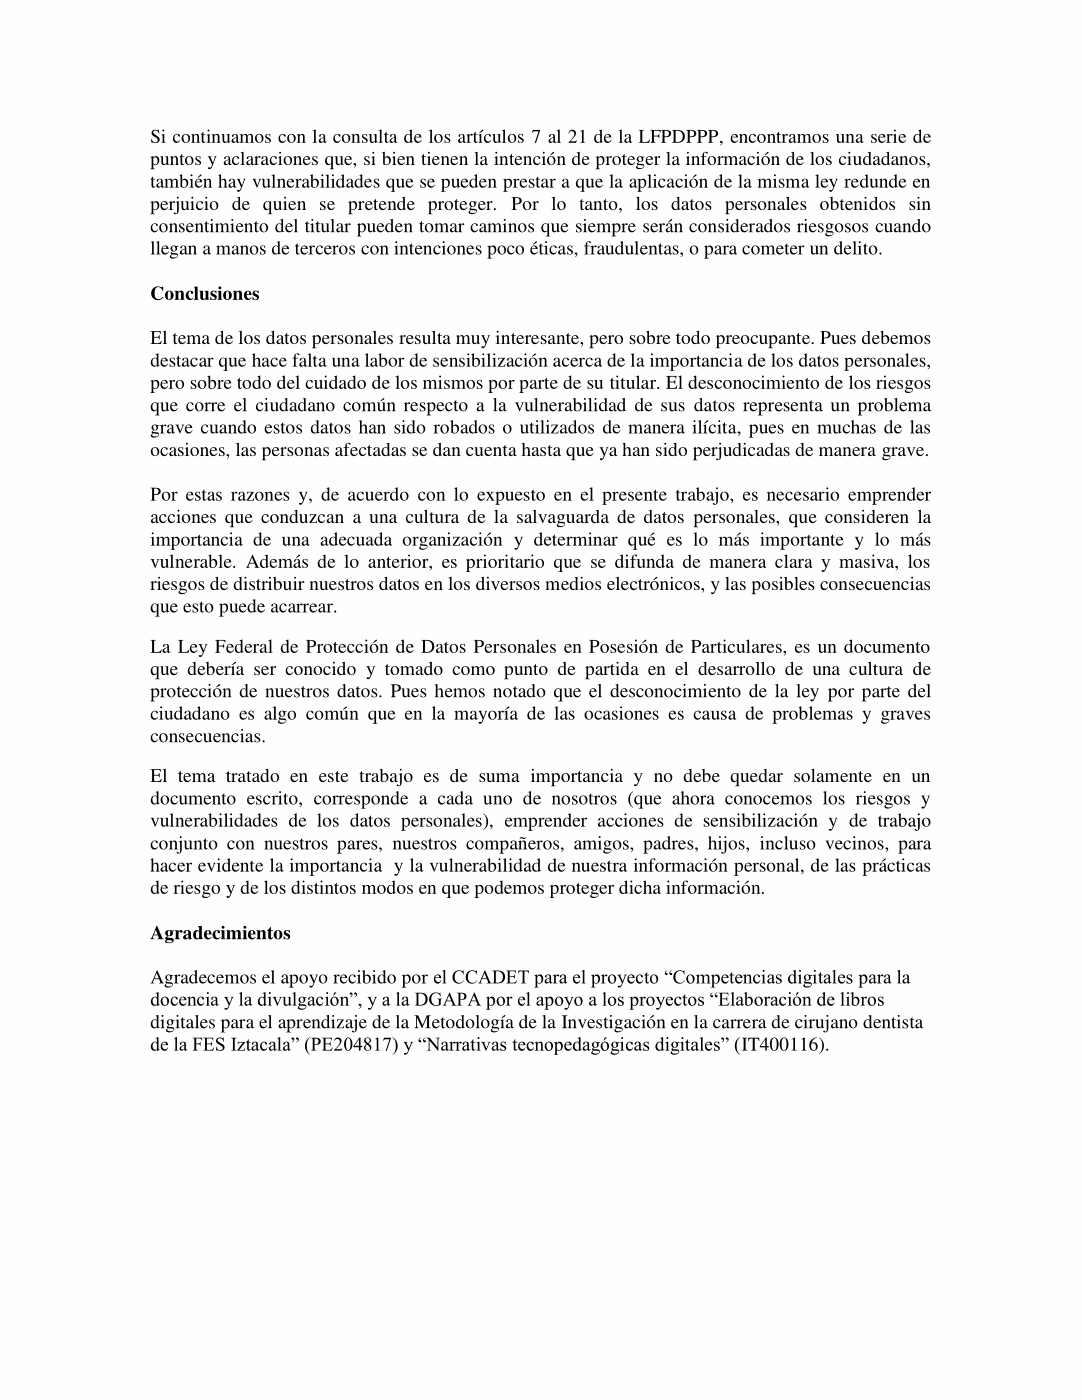 Si continuamos con la consulta de los artículos 7 al 21 de la LFPDPPP, encontramos una serie de
puntos y aclaraciones que, si bien tienen la intención de proteger la información de los ciudadanos,
también hay vulnerabilidades que se pueden prestar a que la aplicación de la misma ley redunde en
perjuicio de quien se pretende proteger. Por lo tanto, los datos personales obtenidos sin
consentimiento del titular pueden tomar caminos que siempre serán considerados riesgosos cuando
llegan a manos de terceros con intenciones poco éticas, fraudulentas, o para cometer un delito.
Conclusiones
El tema de los datos personales resulta muy interesante, pero sobre todo preocupante. Pues debemos
destacar que hace falta una labor de sensibilización acerca de la importancia de los datos personales,
pero sobre todo del cuidado de los mismos por parte de su titular. El desconocimiento de los riesgos
que corre el ciudadano común respecto a la vulnerabilidad de sus datos representa un problema
grave cuando estos datos han sido robados o utilizados de manera ilícita, pues en muchas de las
ocasiones, las personas afectadas se dan cuenta hasta que ya han sido perjudicadas de manera grave.
Por estas razones y, de acuerdo con lo expuesto en el presente trabajo, es necesario emprender
acciones que conduzcan a una cultura de la salvaguarda de datos personales, que consideren la
importancia de una adecuada organización y determinar qué es lo más importante y lo más
vulnerable. Además de lo anterior, es prioritario que se difunda de manera clara y masiva, los
riesgos de distribuir nuestros datos en los diversos medios electrónicos, y las posibles consecuencias
que esto puede acarrear.
La Ley Federal de Protección de Datos Personales en Posesión de Particulares, es un documento
que debería ser conocido y tomado como punto de partida en el desarrollo de una cultura de
protección de nuestros datos. Pues hemos notado que el desconocimiento de la ley por parte del
ciudadano es algo común que en la mayoría de las ocasiones es causa de problemas y graves
consecuencias.
El tema tratado en este trabajo es de suma importancia y no debe quedar solamente en un
documento escrito, corresponde a cada uno de nosotros (que ahora conocemos los riesgos y
vulnerabilidades de los datos personales), emprender acciones de sensibilización y de trabajo
conjunto con nuestros pares, nuestros compañeros, amigos, padres, hijos, incluso vecinos, para
hacer evidente la importancia  y la vulnerabilidad de nuestra información personal, de las prácticas
de riesgo y de los distintos modos en que podemos proteger dicha información.
Agradecimientos
Agradecemos el apoyo recibido por el CCADET para el proyecto “Competencias digitales para la
docencia y la divulgación”, y a la DGAPA por el apoyo a los proyectos “Elaboración de libros
digitales para el aprendizaje de la Metodología de la Investigación en la carrera de cirujano dentista
de la FES Iztacala” (PE204817) y “Narrativas tecnopedagógicas digitales” (IT400116).